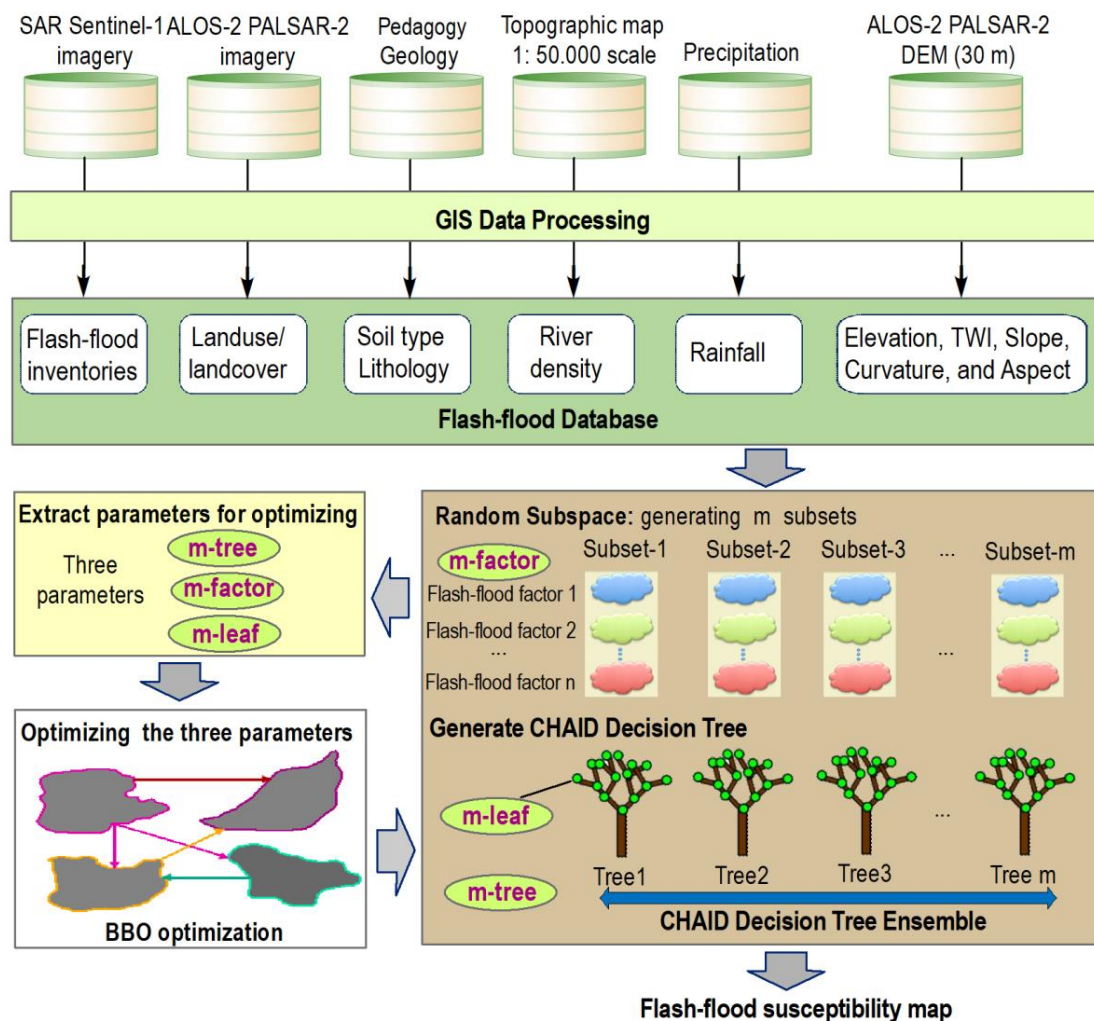 SAR Sentinel-1
imagery
ALOS-2 PALSAR-2
imagery
Pedagogy
Geology
Topographic map
1: 50.000 scale
Precipitation
ALOS-2 PALSAR-2
DEM (30 m)
GIS Data Processing
Flash-flood
inventories
Landuse/
landcover
Soil type
Lithology
River
density
Rainfall
Elevation, TWI, Slope,
Curvature, and Aspect
Flash-flood Database
Extract parameters for optimizing
Three
parameters
m-tree
m-factor
m-leaf
Random Subspace: generating m subsets
m-factor
Subset-1
Subset-2
Subset-3
...
Subset-m
Flash-flood factor 1
Flash-flood factor 2
...
...
Flash-flood factor n
Optimizing the three parameters
BBO optimization
Generate CHAID Decision Tree
m-leaf
...
m-tree
Tree1
Tree2
Tree3
Tree m
CHAID Decision Tree Ensemble
Flash-flood susceptibility map